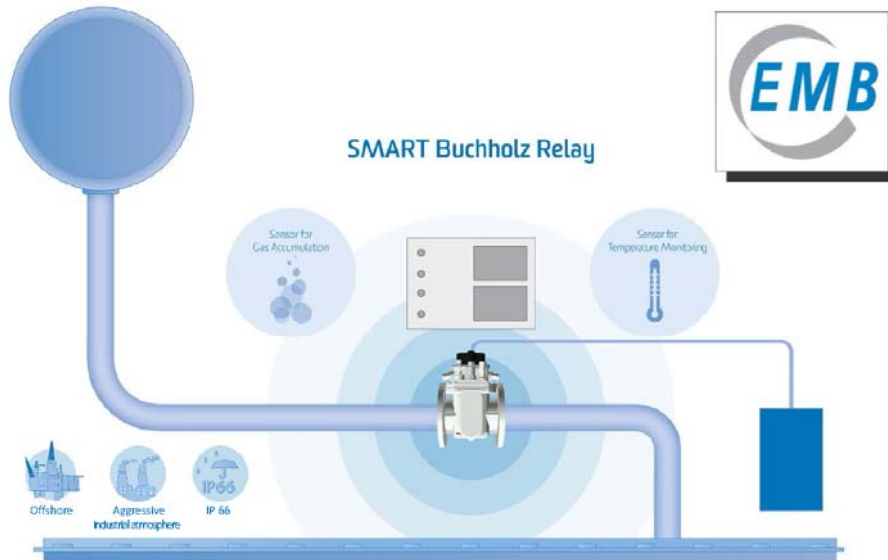 EMB
SMART Buchholz Relay
Sensor for
Gas Accumulation
Sensor for
Temperature Monitoring
IP66
Offshore
Aggressive
industrial atmosphere
IP 66